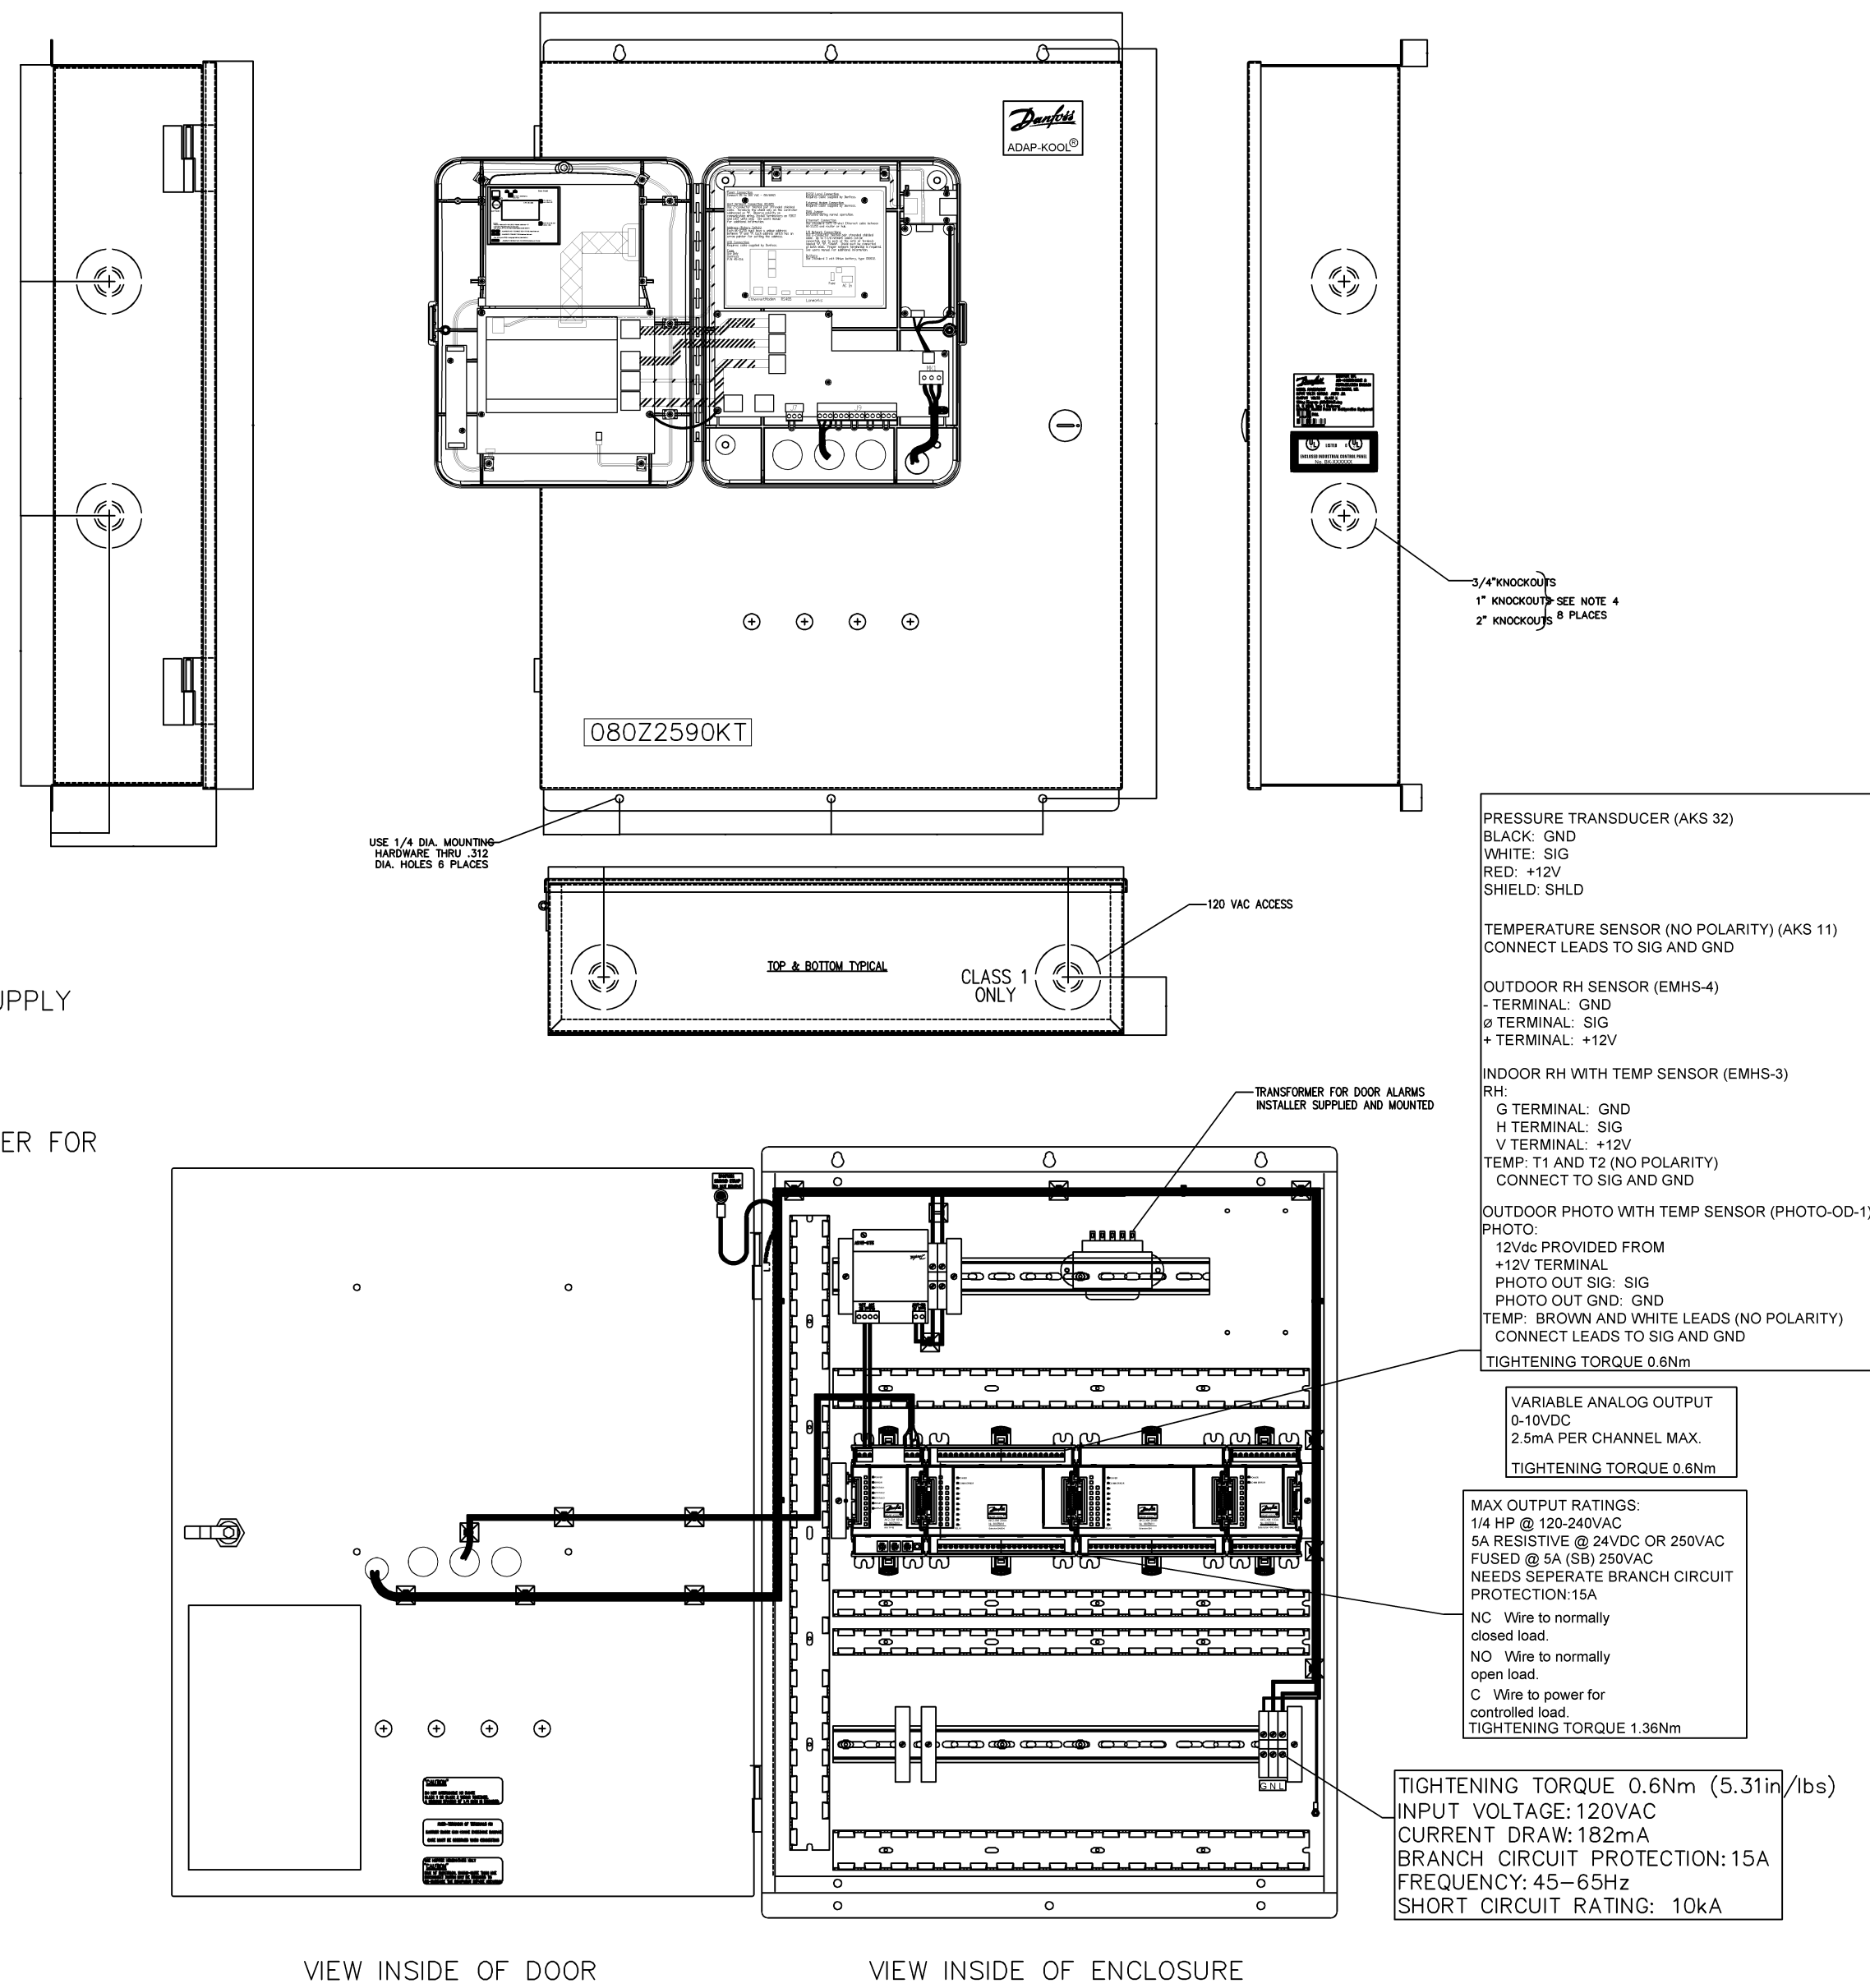 Danfoss
ADAP-KOOL®
J7
J9
080Z2590KT
LISTED
ENCLOSED INDUSTRIAL CONTROL PANEL
No. BK-XXXXXX
3/4"KNOCKOUTS
1" KNOCKOUTS
2" KNOCKOUTS
SEE NOTE 4
8 PLACES
USE 1/4 DIA. MOUNTING
HARDWARE THRU .312
DIA. HOLES 6 PLACES
120 VAC ACCESS
TOP & BOTTOM TYPICAL
CLASS 1
ONLY
UPPLY
ER FOR
TRANSFORMER FOR DOOR ALARMS
INSTALLER SUPPLIED AND MOUNTED
PRESSURE TRANSDUCER (AKS 32)
BLACK: GND
WHITE: SIG
RED: +12V
SHIELD: SHLD
TEMPERATURE SENSOR (NO POLARITY) (AKS 11)
CONNECT LEADS TO SIG AND GND
OUTDOOR RH SENSOR (EMHS-4)
- TERMINAL: GND
ø TERMINAL: SIG
+ TERMINAL: +12V
INDOOR RH WITH TEMP SENSOR (EMHS-3)
RH:
G TERMINAL: GND
H TERMINAL: SIG
V TERMINAL: +12V
TEMP: T1 AND T2 (NO POLARITY)
CONNECT TO SIG AND GND
OUTDOOR PHOTO WITH TEMP SENSOR (PHOTO-OD-1)
PHOTO:
12Vdc PROVIDED FROM
+12V TERMINAL
PHOTO OUT SIG: SIG
PHOTO OUT GND: GND
TEMP: BROWN AND WHITE LEADS (NO POLARITY)
CONNECT LEADS TO SIG AND GND
TIGHTENING TORQUE 0.6Nm
VARIABLE ANALOG OUTPUT
0-10VDC
2.5mA PER CHANNEL MAX.
TIGHTENING TORQUE 0.6Nm
MAX OUTPUT RATINGS:
1/4 HP @ 120-240VAC
5A RESISTIVE @ 24VDC OR 250VAC
FUSED @ 5A (SB) 250VAC
NEEDS SEPERATE BRANCH CIRCUIT
PROTECTION:15A
NC Wire to normally
closed load.
NO Wire to normally
open load.
C Wire to power for
controlled load.
TIGHTENING TORQUE 1.36Nm
G N L
TIGHTENING TORQUE 0.6Nm (5.31in/lbs)
INPUT VOLTAGE:120VAC
CURRENT DRAW:182mA
BRANCH CIRCUIT PROTECTION:15A
FREQUENCY:45-65Hz
SHORT CIRCUIT RATING: 10kA
VIEW INSIDE OF DOOR
VIEW INSIDE OF ENCLOSURE